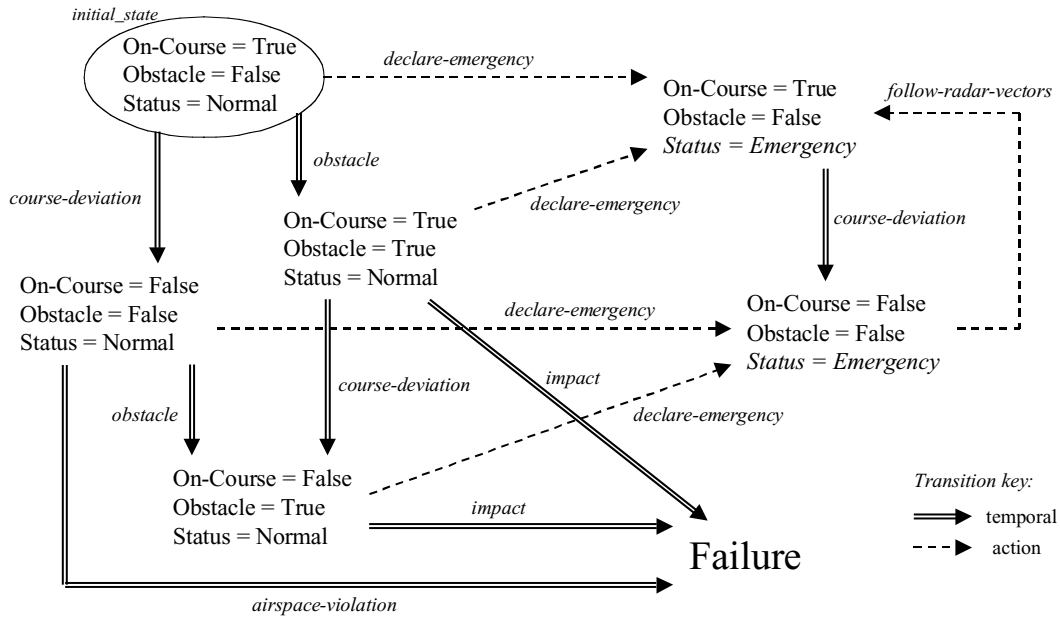 initial_state
On-Course = True
Obstacle = False
Status = Normal
declare-emergency
On-Course = True
Obstacle = False
Status = Emergency
follow-radar-vectors
obstacle
course-deviation
declare-emergency
On-Course = True
Obstacle = True
Status = Normal
course-deviation
On-Course = False
Obstacle = False
Status = Normal
declare-emergency
On-Course = False
Obstacle = False
Status = Emergency
impact
course-deviation
declare-emergency
obstacle
On-Course = False
Obstacle = True
Status = Normal
impact
Failure
Transition key:
temporal
action
airspace-violation